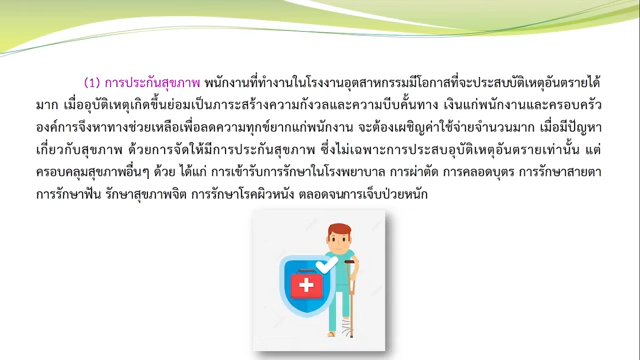 (1) การประกันสุขภาพ พนักงานที่ทำงานในโรงงานอุตสาหกรรมมีโอกาสที่จะประสบบัติเหตุอันตรายได้
มาก เมื่ออุบัติเหตุเกิดขึ้นย่อมเป็นภาระสร้างความกังวลและความบีบคั้นทาง เงินแก่พนักงานและครอบครัว
องค์การจึงหาทางช่วยเหลือเพื่อลดความทุกข์ยากแก่พนักงาน จะต้องเผชิญค่าใช้จ่ายจำนวนมาก เมื่อมีปัญหา
เกี่ยวกับสุขภาพ ด้วยการจัดให้มีการประกันสุขภาพ ซึ่งไม่เฉพาะการประสบอุบัติเหตุอันตรายเท่านั้น แต่
ครอบคลุมสุขภาพอื่นๆ ด้วย ได้แก่ การเข้ารับการรักษาในโรงพยาบาล การผ่าตัด การคลอดบุตร การรักษาสายตา
การรักษาฟัน รักษาสุขภาพจิต การรักษาโรคผิวหนัง ตลอดจนการเจ็บป่วยหนัก